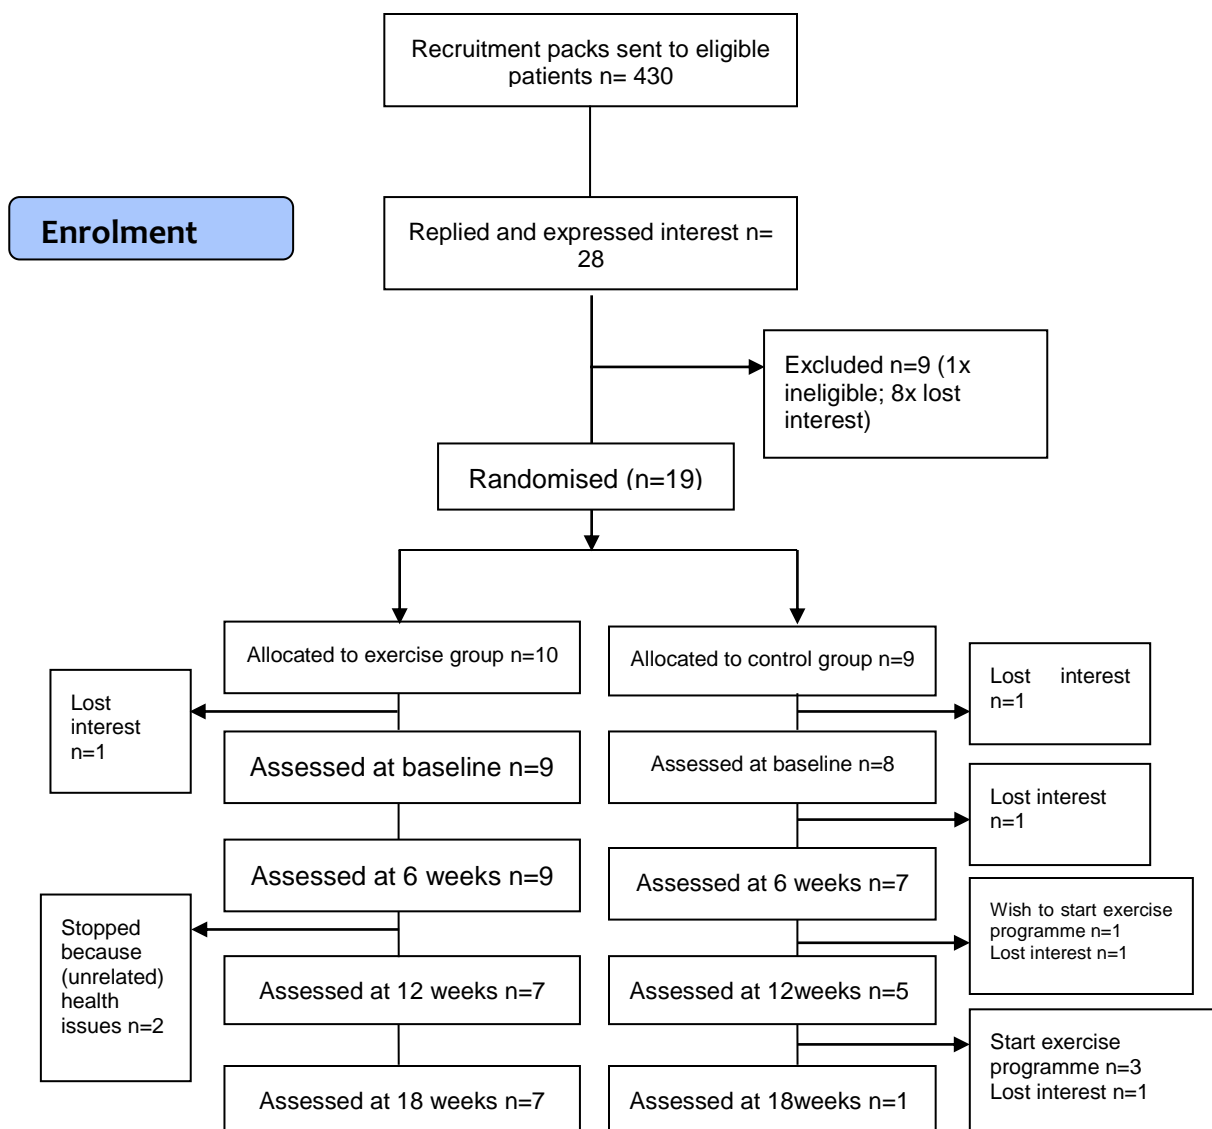 Recruitment packs sent to eligible
patients n= 430
Enrolment
Replied and expressed interest n=
28
Excluded n=9 (1x
ineligible; 8x lost
interest)
Randomised (n=19)
Allocated to exercise group n=10
Allocated to control group n=9
Lost interest
n=1
Lost
interest
n=1
Assessed at baseline n=9
Assessed at baseline n=8
Lost interest
n=1
Assessed at 6 weeks n=9
Assessed at 6 weeks n=7
Wish to start exercise
programme n=1
Lost interest n=1
Stopped
because
(unrelated)
health
issues n=2
Assessed at 12 weeks n=7
Assessed at 12weeks n=5
Start exercise
programme n=3
Lost interest n=1
Assessed at 18 weeks n=7
Assessed at 18weeks n=1